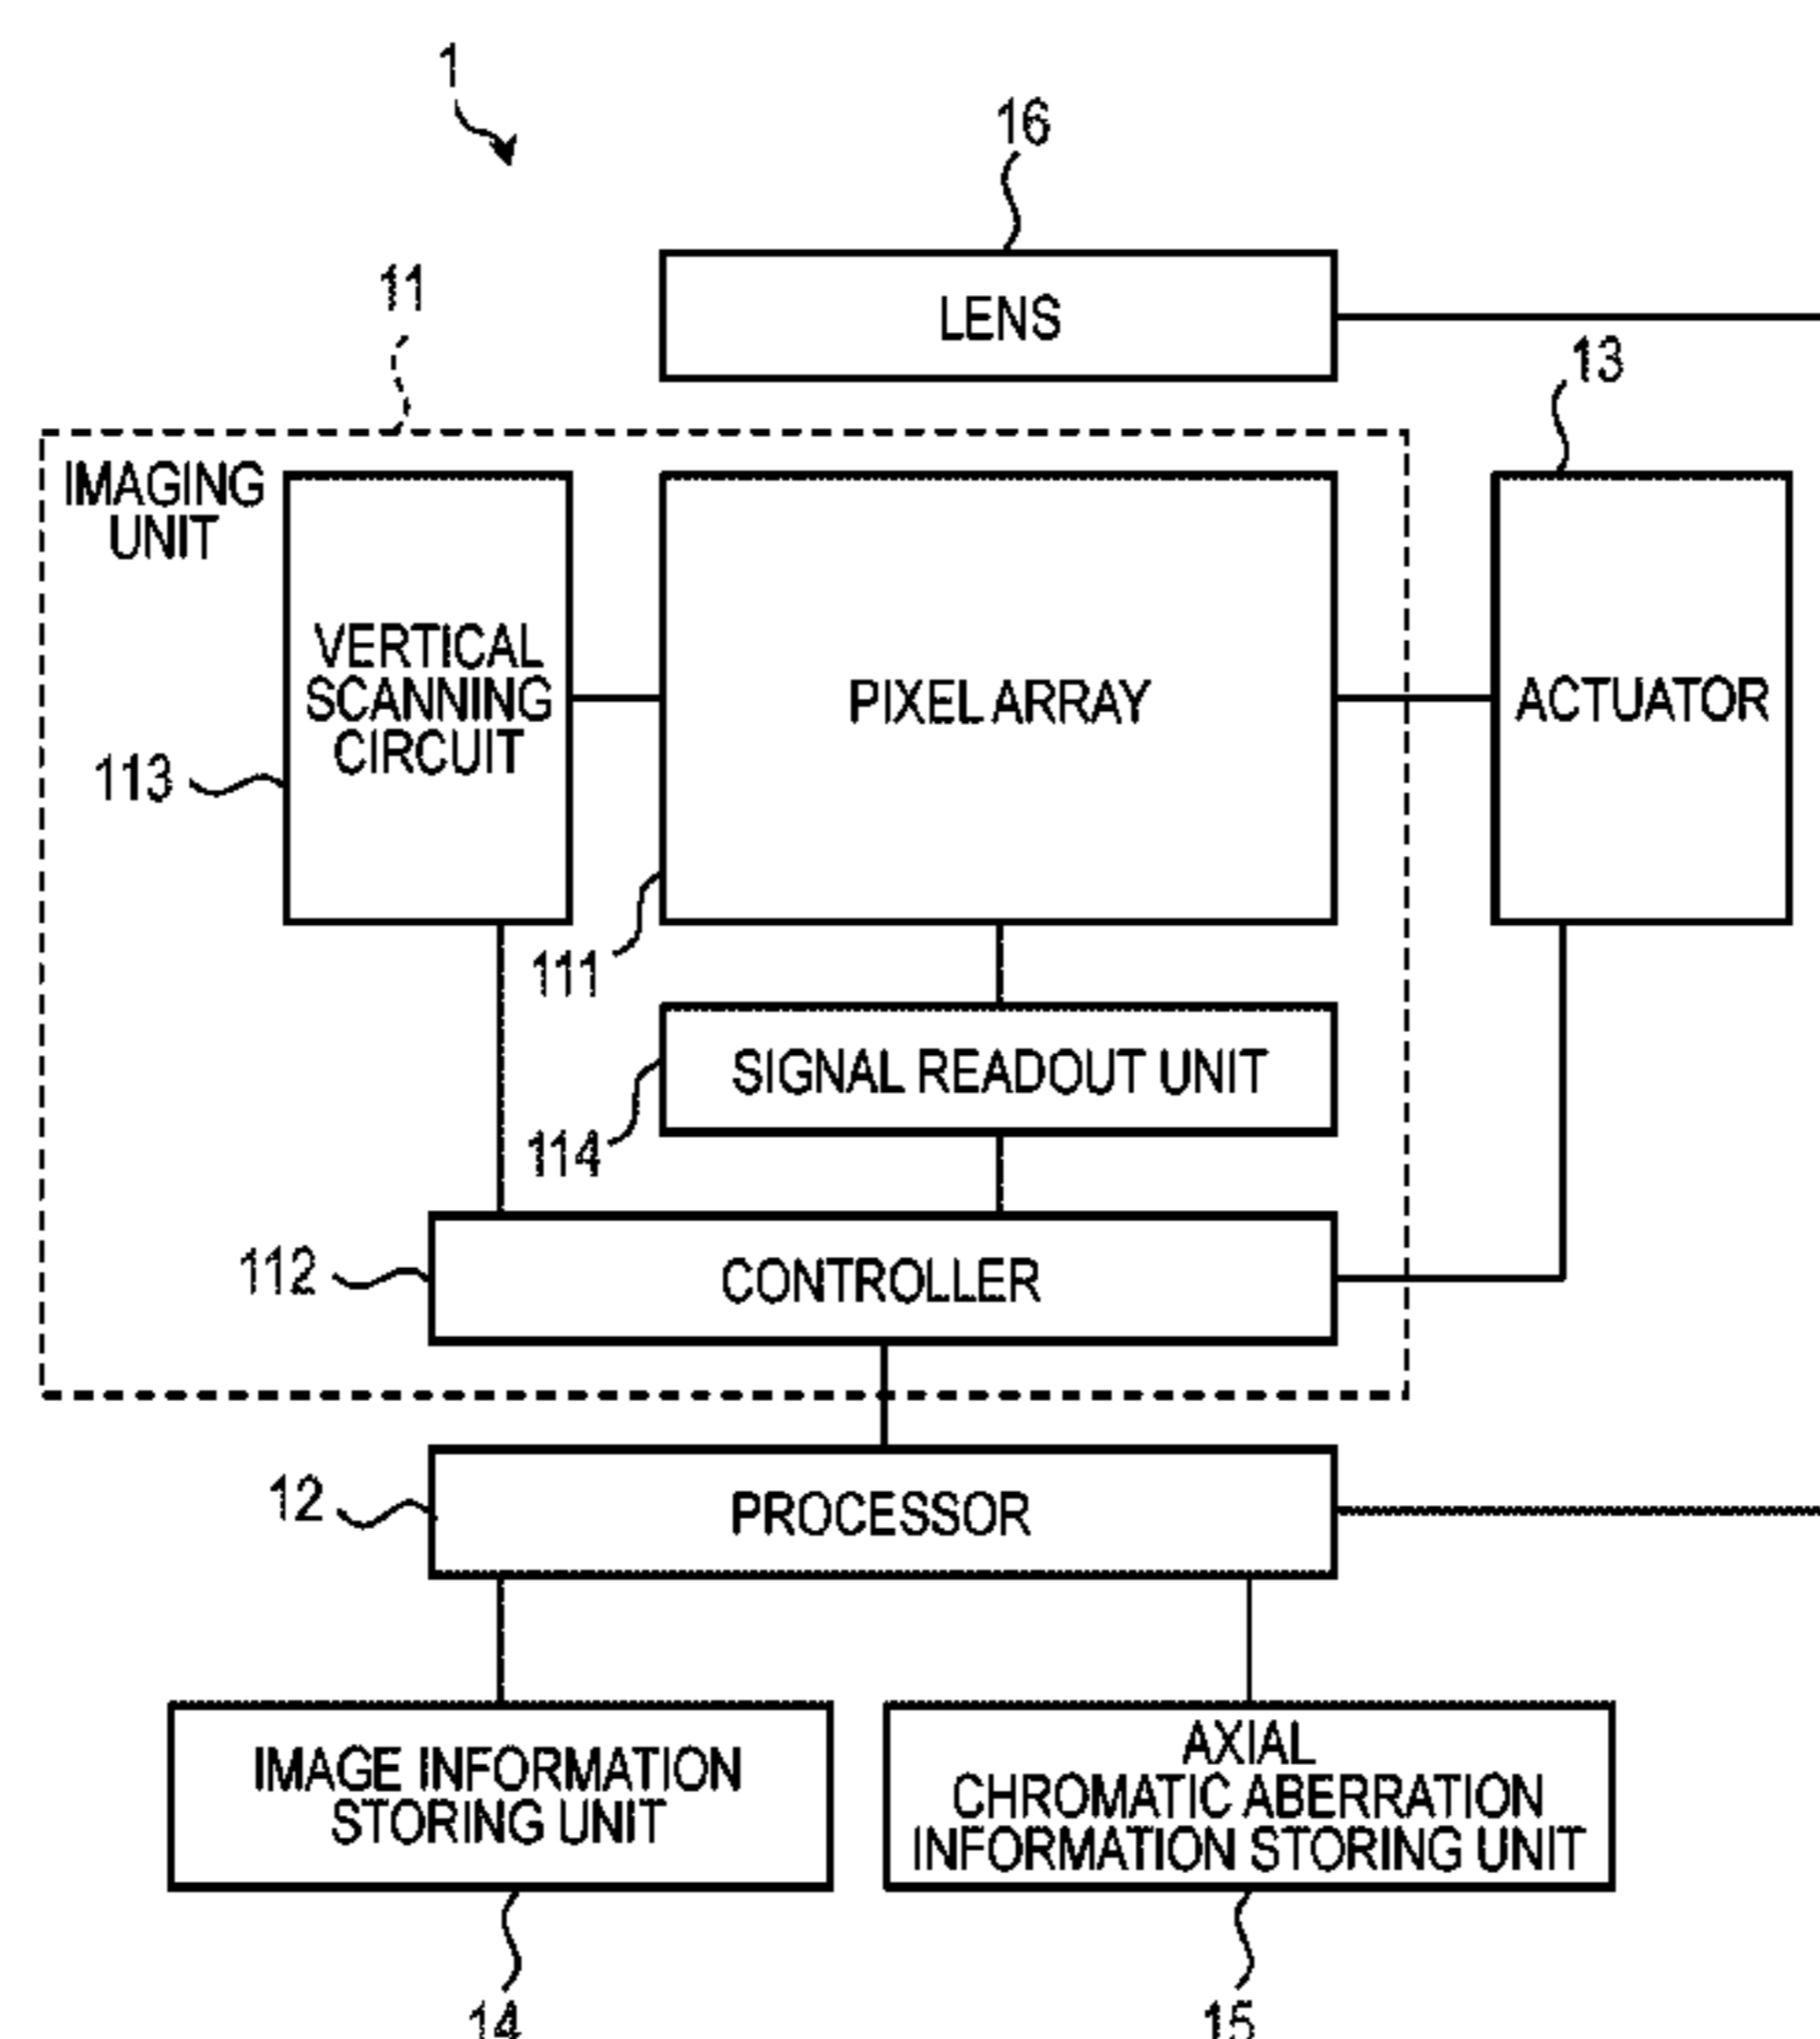 1
16
LENS
11
13
IMAGING
UNIT
VERTICAL
SCANNING
CIRCUIT
PIXEL ARRAY
ACTUATOR
113
111
SIGNAL READOUT UNIT
114
112
CONTROLLER
12
PROCESSOR
IMAGE INFORMATION
STORING UNIT
AXIAL
CHROMATIC ABERRATION
INFORMATION STORING UNIT
14
15